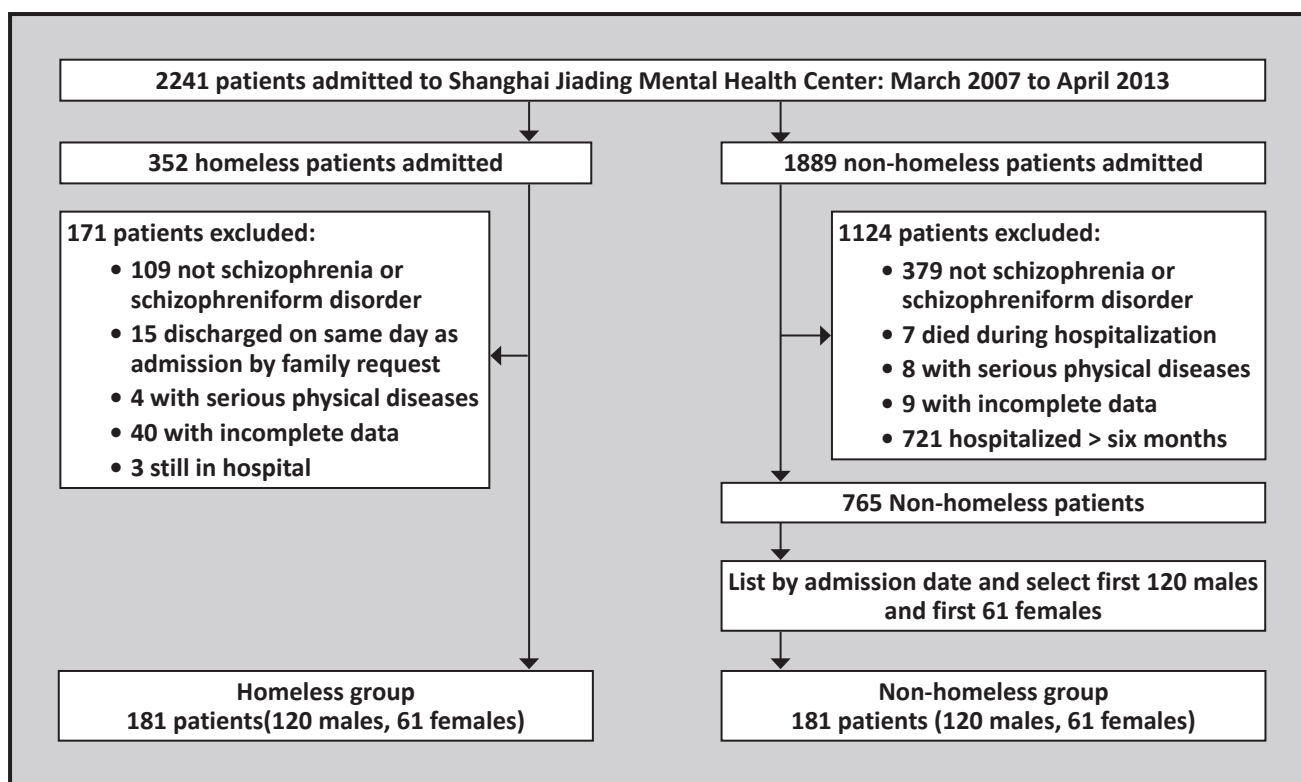 2241 patients admitted to Shanghai Jiading Mental Health Center: March 2007 to April 2013
352 homeless patients admitted
1889 non-homeless patients admitted
171 patients excluded:
• 109 not schizophrenia or
schizophreniform disorder
• 15 discharged on same day as
admission by family request
• 4 with serious physical diseases
• 40 with incomplete data
• 3 still in hospital
1124 patients excluded:
• 379 not schizophrenia or
schizophreniform disorder
• 7 died during hospitalization
• 8 with serious physical diseases
• 9 with incomplete data
• 721 hospitalized > six months
765 Non-homeless patients
List by admission date and select first 120 males
and first 61 females
Homeless group
181 patients(120 males, 61 females)
Non-homeless group
181 patients (120 males, 61 females)